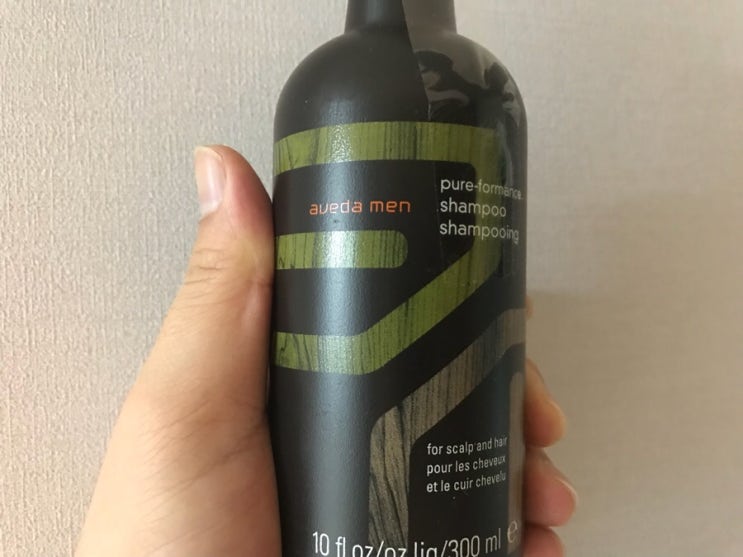 aveda men
pure-formance
shampoo
shampooing
for scalp and hair
pour les cheveux
et le cuir chevelu
10 fl oz/oz liq/300 ml ℮